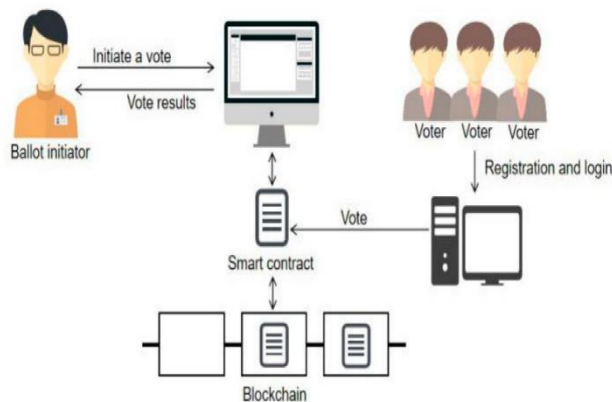 Initiate a vote
Vote results
Ballot initiator
Voter Voter Voter
Registration and login
Vote
Smart contract
Blockchain